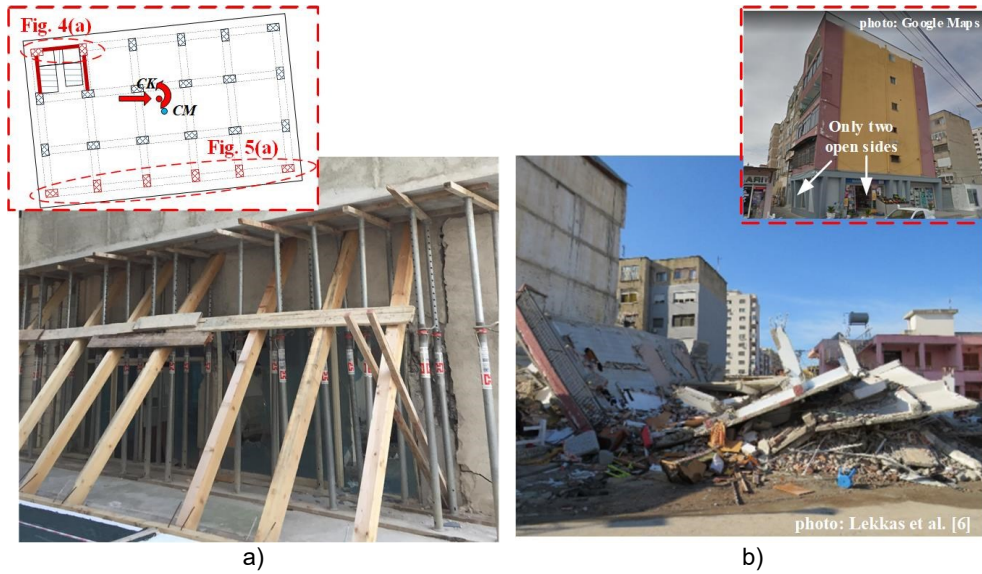 Fig. 4(a)
CK
CM
Fig. 5(a)
photo: Google Maps
Only two
open sides
photo: Lekkas et al. [6]
a)
b)